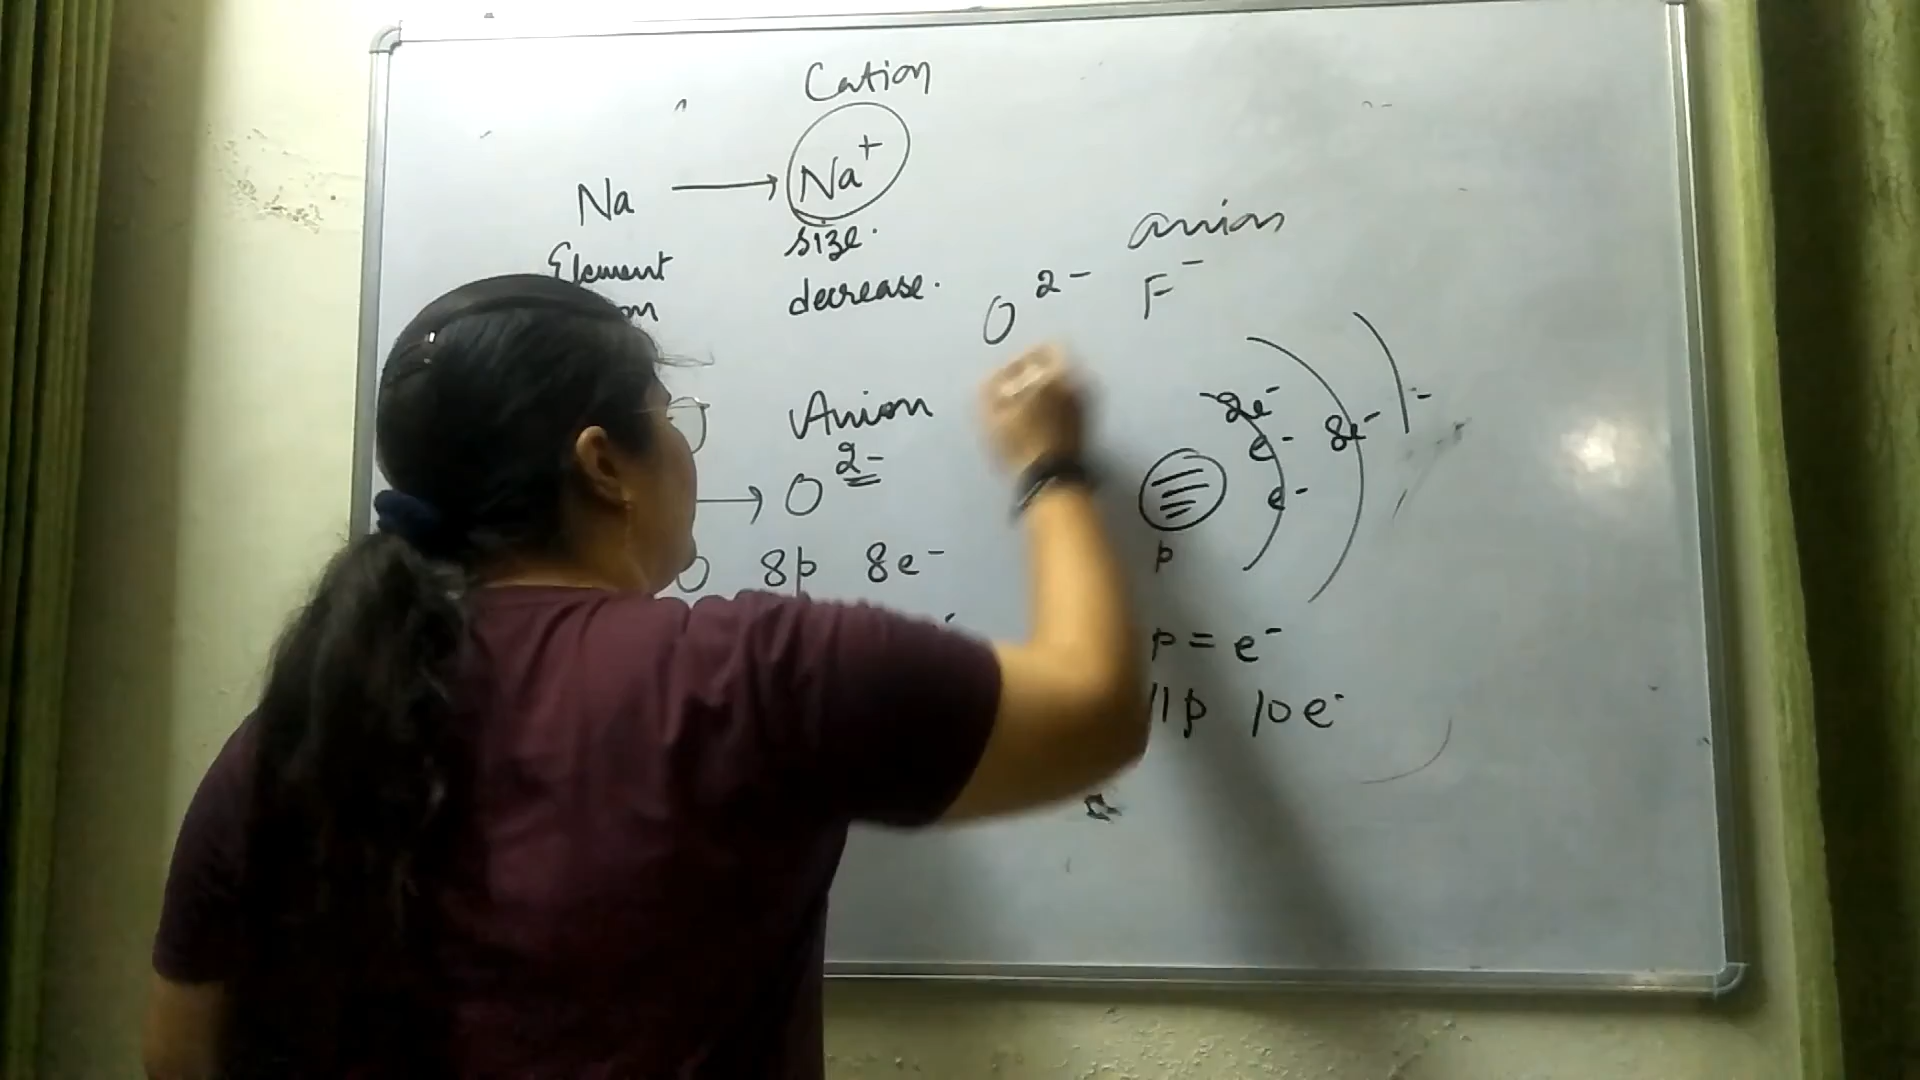 Cation
Na → Na⁺
Element
size.
decrease.
anion
O²⁻ F⁻
Anion
→ O²⁻
O 8p 8e⁻
2e⁻
e⁻ 8e⁻
e⁻
p
p = e⁻
11p 10e⁻